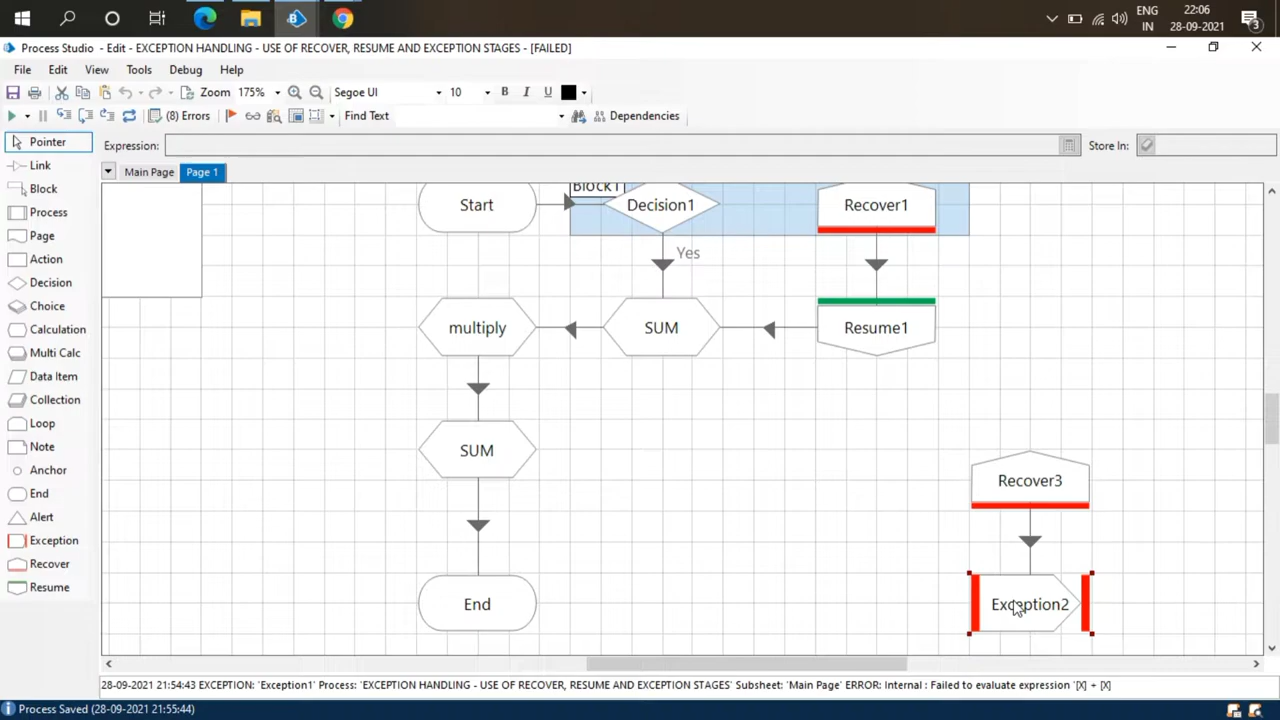 22:06
ENG
IN
28-09-2021
3
Process Studio - Edit - EXCEPTION HANDLING - USE OF RECOVER, RESUME AND EXCEPTION STAGES - [FAILED]
File Edit View Tools Debug Help
Zoom 175% Segoe UI 10 B I U
(8) Errors Find Text Dependencies
Pointer
Expression: Store In:
Link
Main Page Page 1
Block
Block1
Start Decision1 Recover1
Process
Page
Yes
Action
Decision
Choice
Calculation
multiply SUM Resume1
Multi Calc
Data Item
Collection
Loop
Note
SUM
Anchor
Recover3
End
Alert
Exception
Recover
Resume
End Exception2
28-09-2021 21:54:43 EXCEPTION: 'Exception1' Process: 'EXCEPTION HANDLING - USE OF RECOVER, RESUME AND EXCEPTION STAGES' Subsheet: 'Main Page' ERROR: Internal : Failed to evaluate expression '[X] + [X]
Process Saved (28-09-2021 21:55:44)